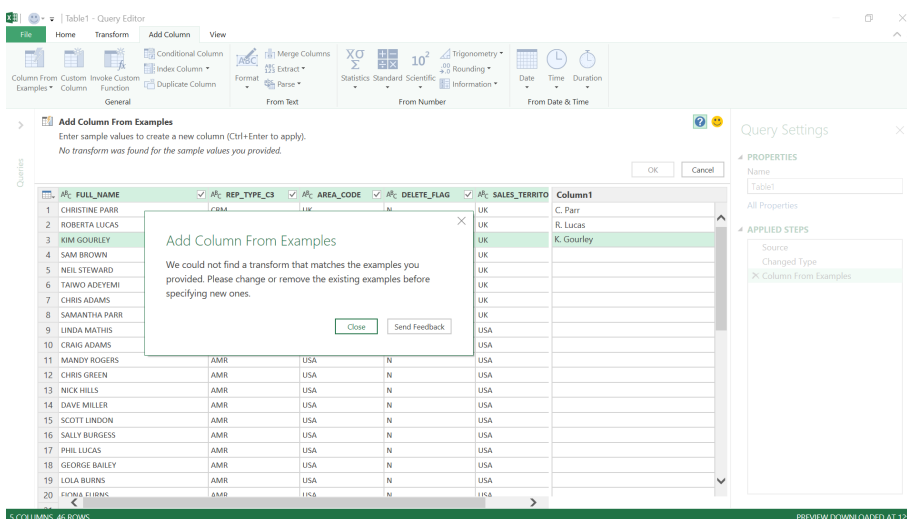 Table1 - Query Editor
File Home Transform Add Column View
Column From Examples
Custom Column
Invoke Custom Function
Conditional Column
Index Column
Duplicate Column
General
ABC
Format
Merge Columns
Extract
Parse
From Text
Statistics
Standard
Scientific
10²
Trigonometry
Rounding
Information
From Number
Date
Time
Duration
From Date & Time
Queries
Add Column From Examples
Enter sample values to create a new column (Ctrl+Enter to apply).
No transform was found for the sample values you provided.
OK Cancel
FULL_NAME REP_TYPE_C3 AREA_CODE DELETE_FLAG SALES_TERRITO Column1
1 CHRISTINE PARR CRM UK N UK C. Parr
2 ROBERTA LUCAS UK R. Lucas
3 KIM GOURLEY UK K. Gourley
4 SAM BROWN UK
5 NEIL STEWARD UK
6 TAIWO ADEYEMI UK
7 CHRIS ADAMS UK
8 SAMANTHA PARR UK
9 LINDA MATHIS USA
10 CRAIG ADAMS USA
11 MANDY ROGERS AMR USA N USA
12 CHRIS GREEN AMR USA N USA
13 NICK HILLS AMR USA N USA
14 DAVE MILLER AMR USA N USA
15 SCOTT LINDON AMR USA N USA
16 SALLY BURGESS AMR USA N USA
17 PHIL LUCAS AMR USA N USA
18 GEORGE BAILEY AMR USA N USA
19 LOLA BURNS AMR USA N USA
20 FIONA FURNS AMR USA N USA
Add Column From Examples
We could not find a transform that matches the examples you
provided. Please change or remove the existing examples before
specifying new ones.
Close Send Feedback
Query Settings
PROPERTIES
Name
Table1
All Properties
APPLIED STEPS
Source
Changed Type
Column From Examples
5 COLUMNS, 46 ROWS
PREVIEW DOWNLOADED AT 12